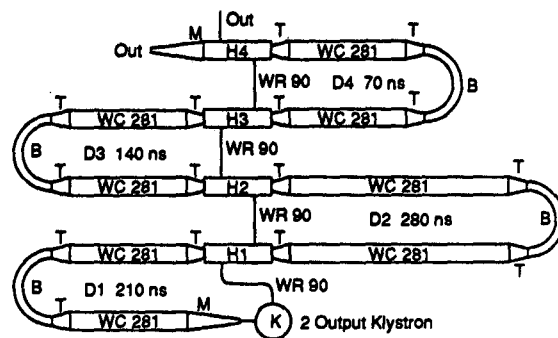 Out
M T T
Out H4 WC 281
WR 90 D4 70 ns B
T T T T
WC 281 H3 WC 281
B D3 140 ns WR 90
T T T T
WC 281 H2 WC 281
WR 90 D2 280 ns B
T T T
WC 281 H1 WC 281
T
B D1 210 ns WR 90
T M
WC 281 K 2 Output Klystron